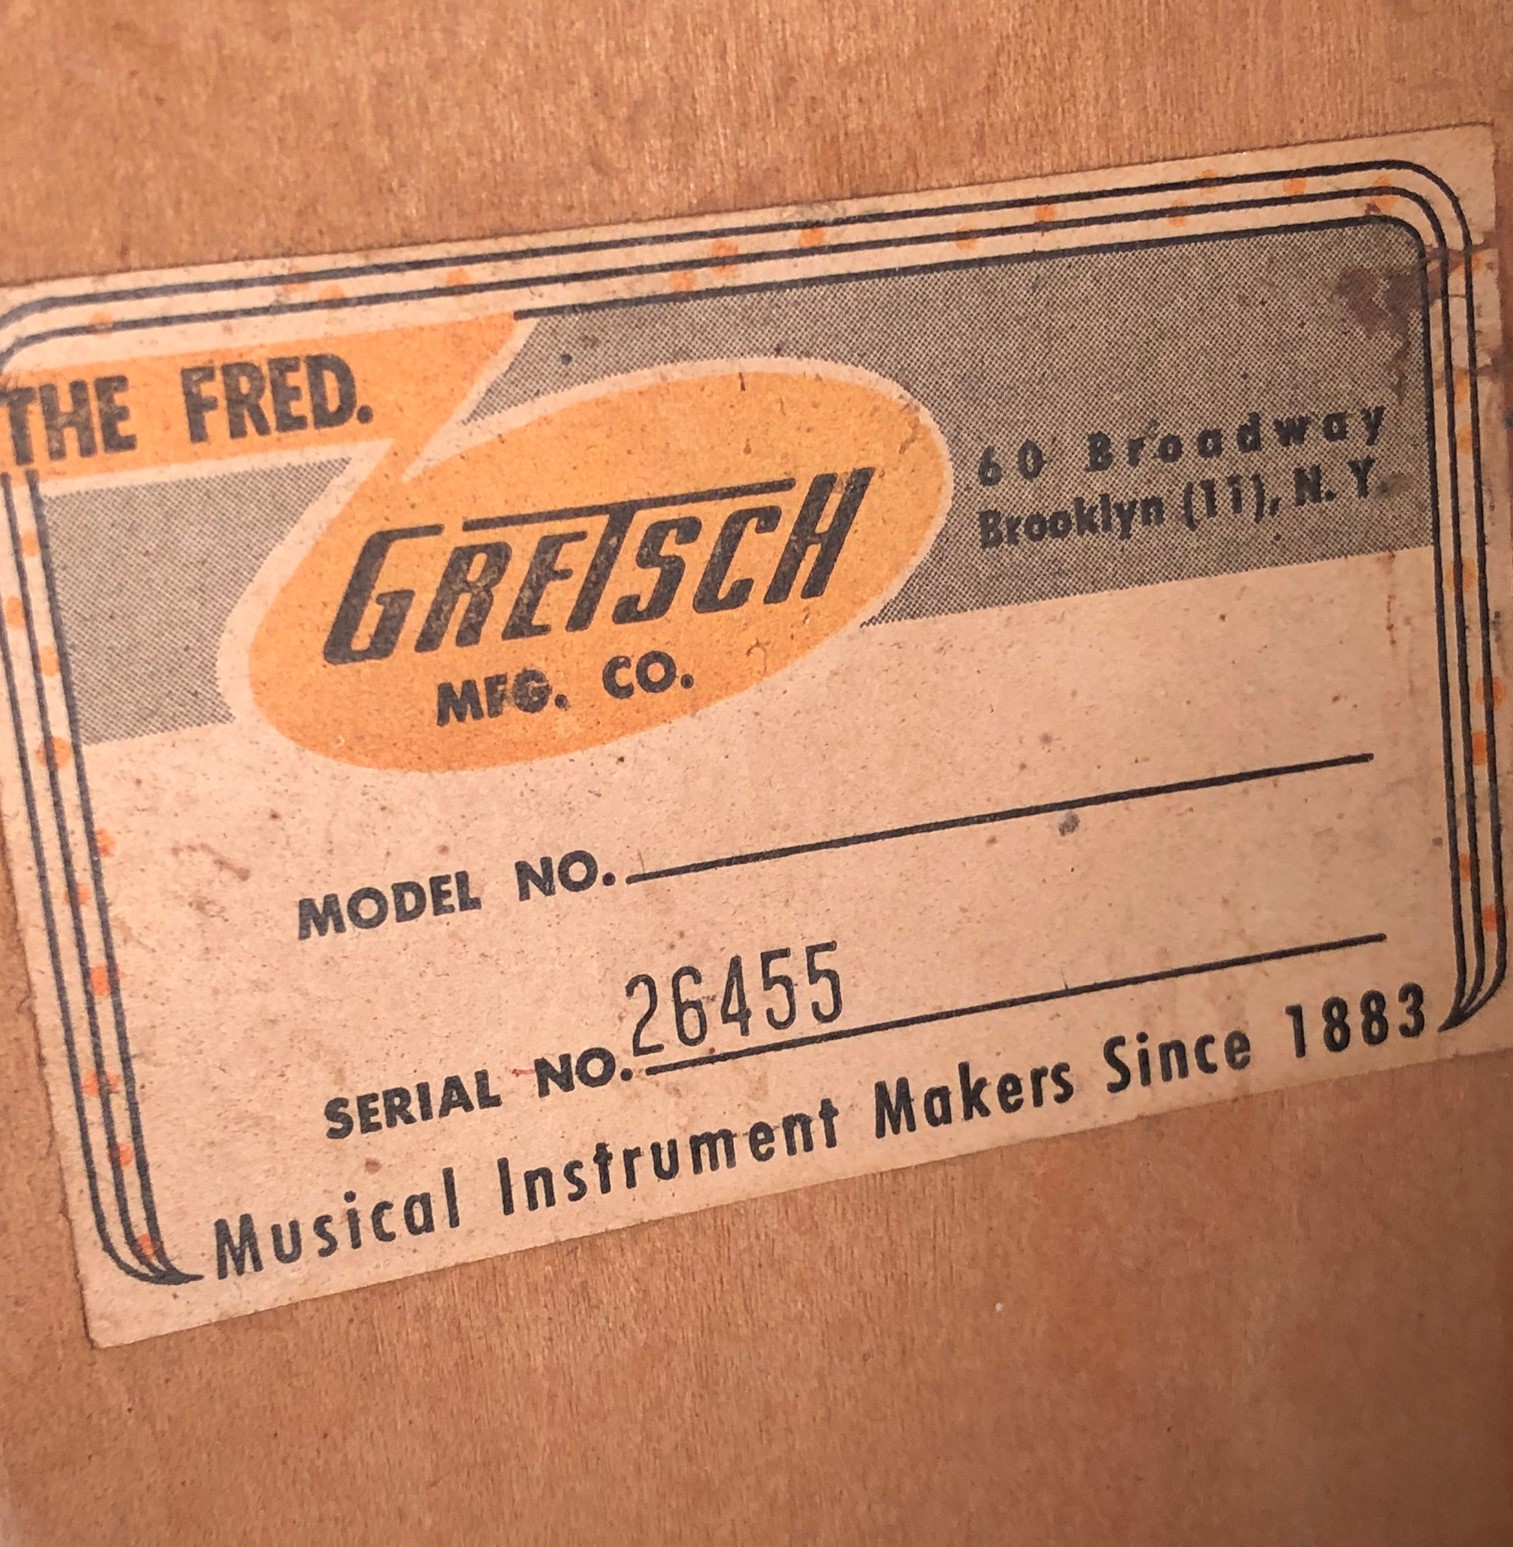 THE FRED.
GRETSCH
MFG. CO.
60 Broadway
Brooklyn (11), N. Y.
MODEL NO.
SERIAL NO. 26455
Musical Instrument Makers Since 1883